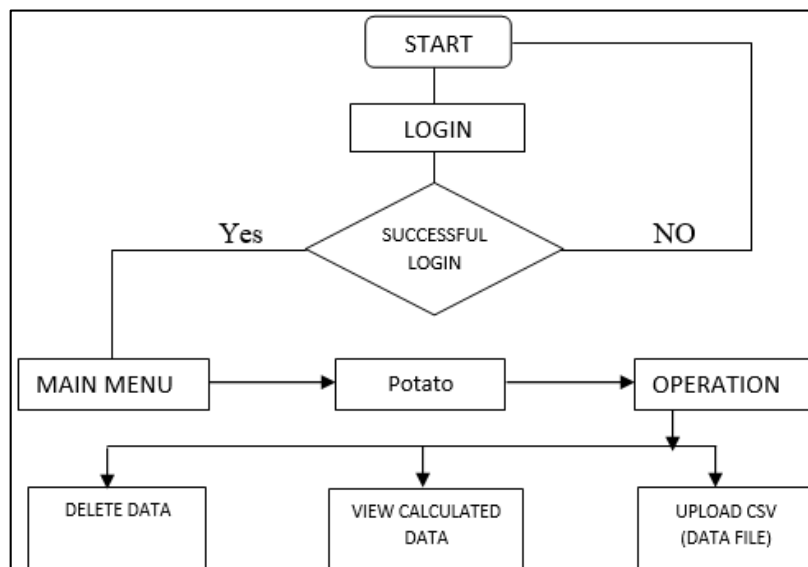 START
LOGIN
Yes
SUCCESSFUL
LOGIN
NO
MAIN MENU
Potato
OPERATION
DELETE DATA
VIEW CALCULATED
DATA
UPLOAD CSV
(DATA FILE)